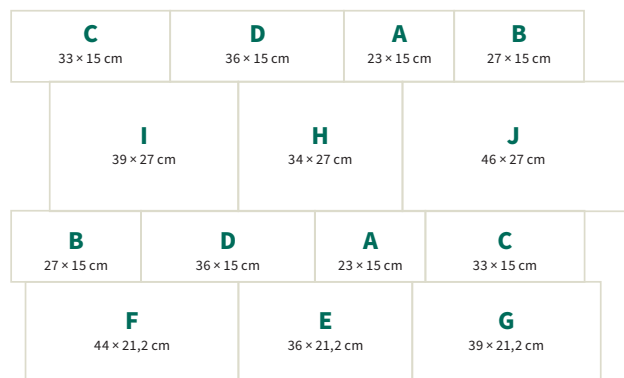 C D A B
33 × 15 cm 36 × 15 cm 23 × 15 cm 27 × 15 cm
I H J
39 × 27 cm 34 × 27 cm 46 × 27 cm
B D A C
27 × 15 cm 36 × 15 cm 23 × 15 cm 33 × 15 cm
F E G
44 × 21,2 cm 36 × 21,2 cm 39 × 21,2 cm